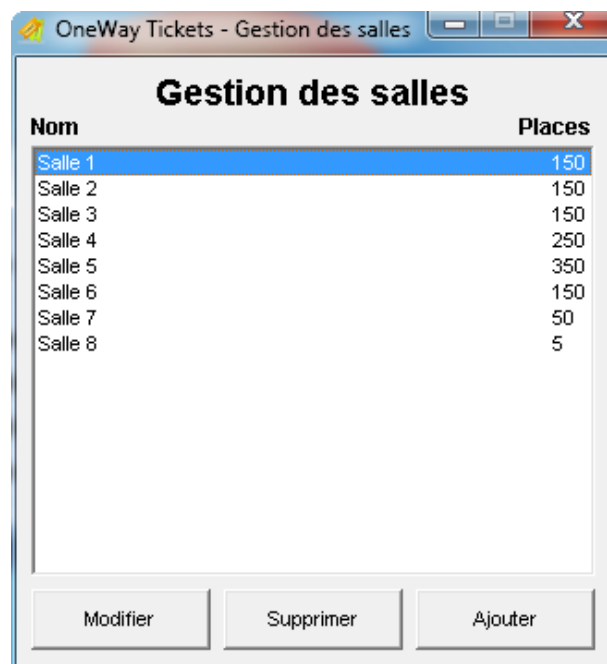 OneWay Tickets - Gestion des salles
Gestion des salles
Nom Places
Salle 1 150
Salle 2 150
Salle 3 150
Salle 4 250
Salle 5 350
Salle 6 150
Salle 7 50
Salle 8 5
Modifier Supprimer Ajouter